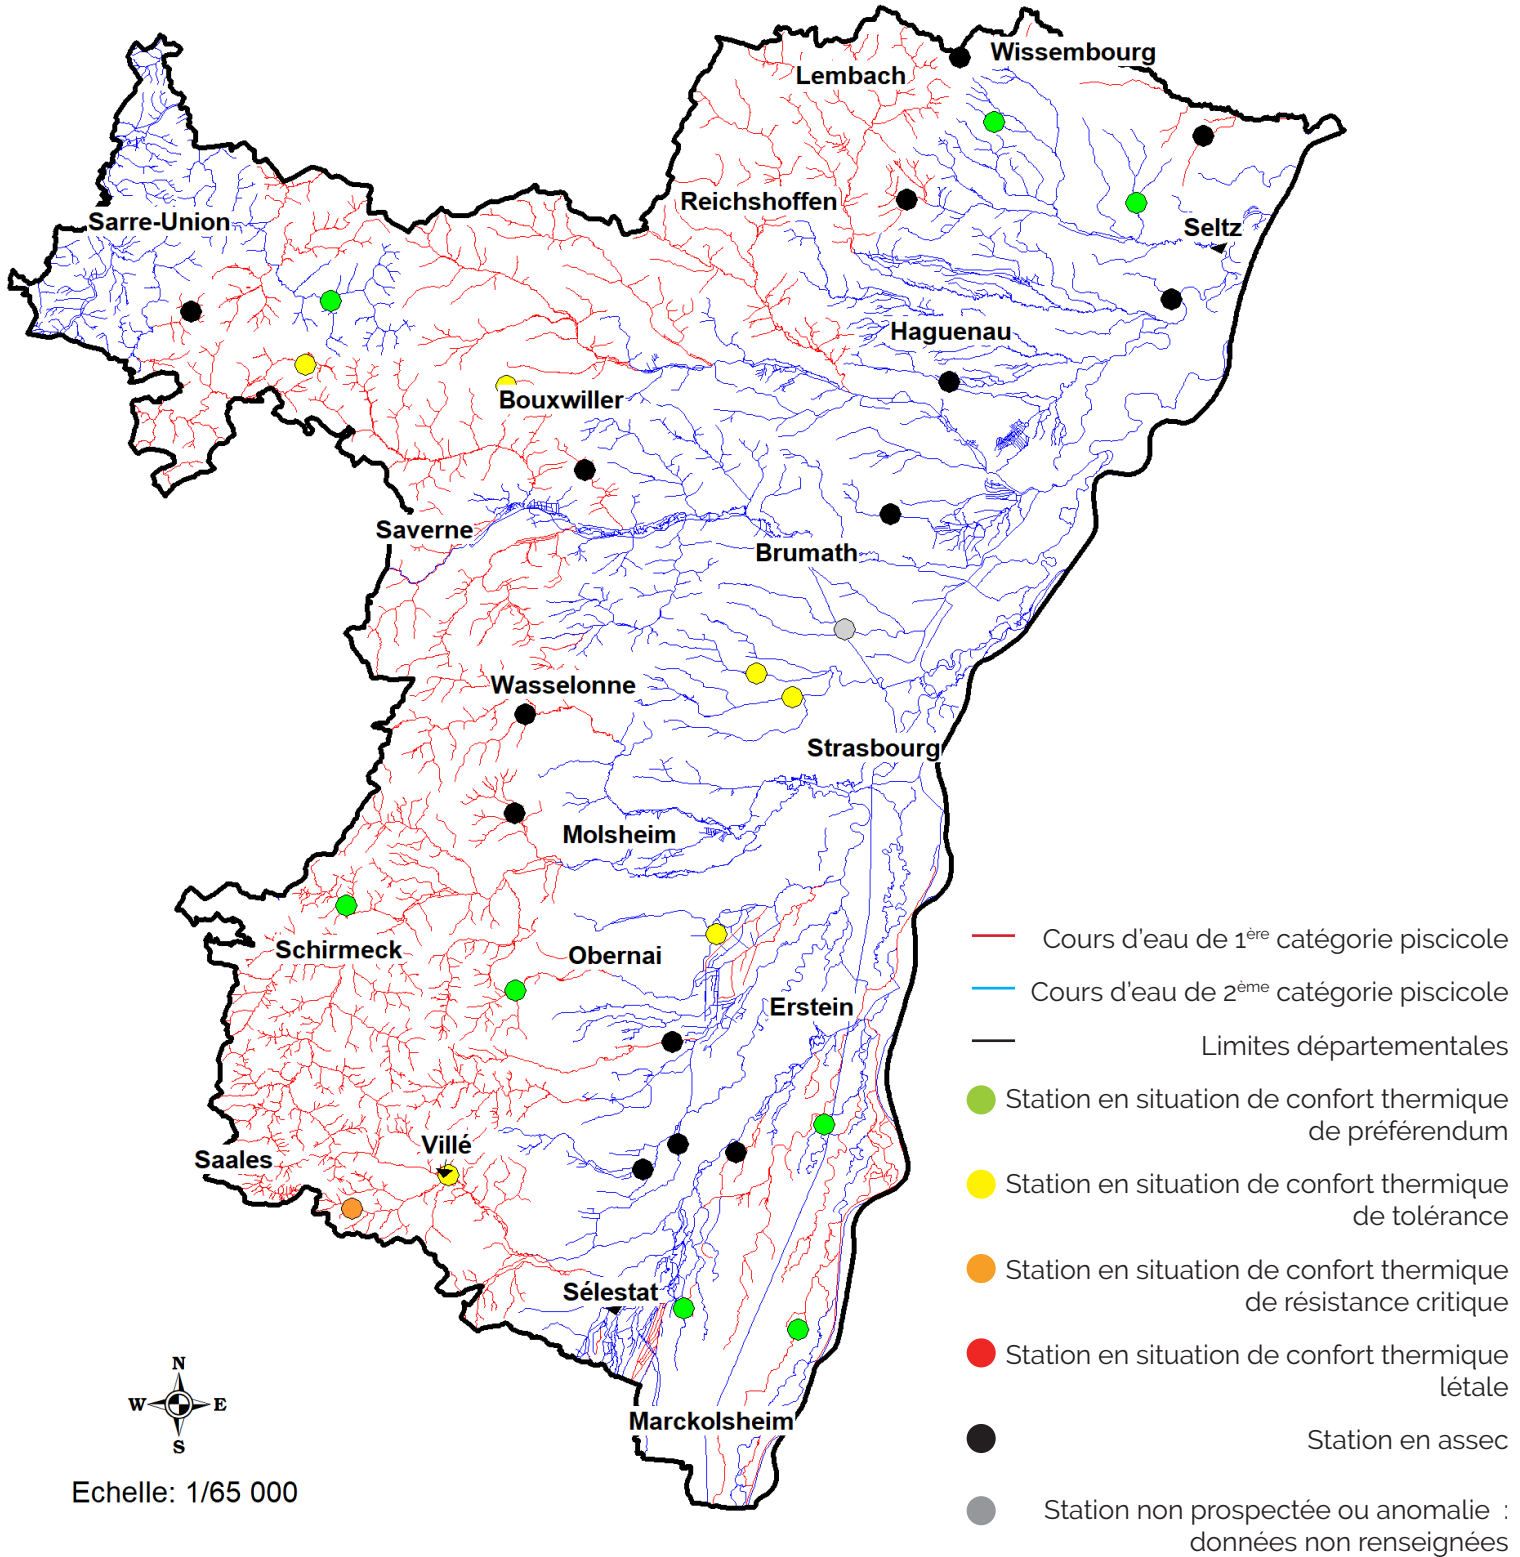 Wissembourg
Lembach
Reichshoffen
Sarre-Union
Seltz
Haguenau
Bouxwiller
Saverne
Brumath
Wasselonne
Strasbourg
Molsheim
Schirmeck
Obernai
Erstein
Villé
Saales
Sélestat
Marckolsheim
Cours d'eau de 1ère catégorie piscicole
Cours d'eau de 2ème catégorie piscicole
Limites départementales
Station en situation de confort thermique
de préférendum
Station en situation de confort thermique
de tolérance
Station en situation de confort thermique
de résistance critique
Station en situation de confort thermique
létale
Station en assec
Station non prospectée ou anomalie :
données non renseignées
N
W E
S
Echelle: 1/65 000